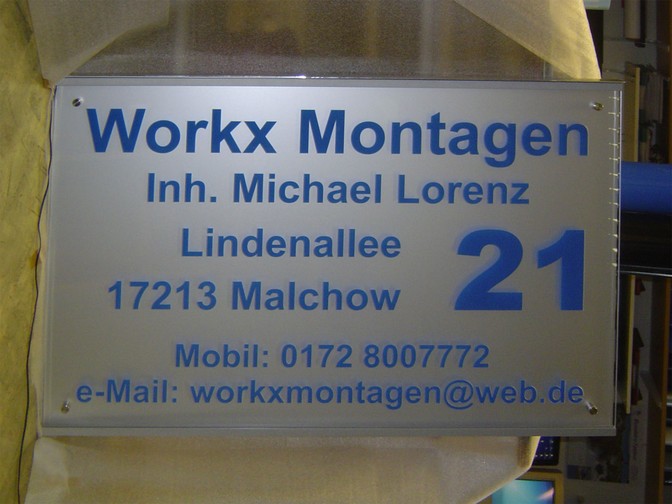 Workx Montagen
Inh. Michael Lorenz
Lindenallee 21
17213 Malchow
Mobil: 0172 8007772
e-Mail: workxmontagen@web.de